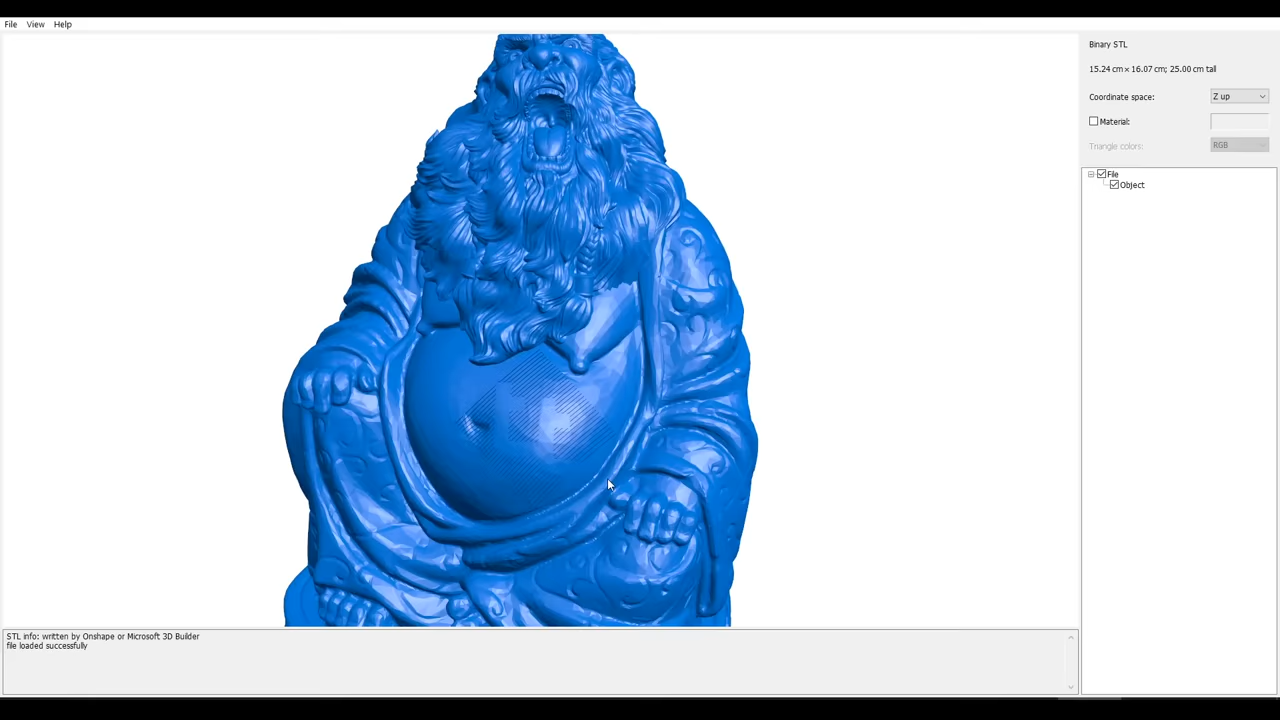 File View Help
Binary STL
15.24 cm × 16.07 cm; 25.00 cm tall
Coordinate space: Z up
Material:
Triangle colors: RGB
File
Object
STL info: written by Onshape or Microsoft 3D Builder
file loaded successfully